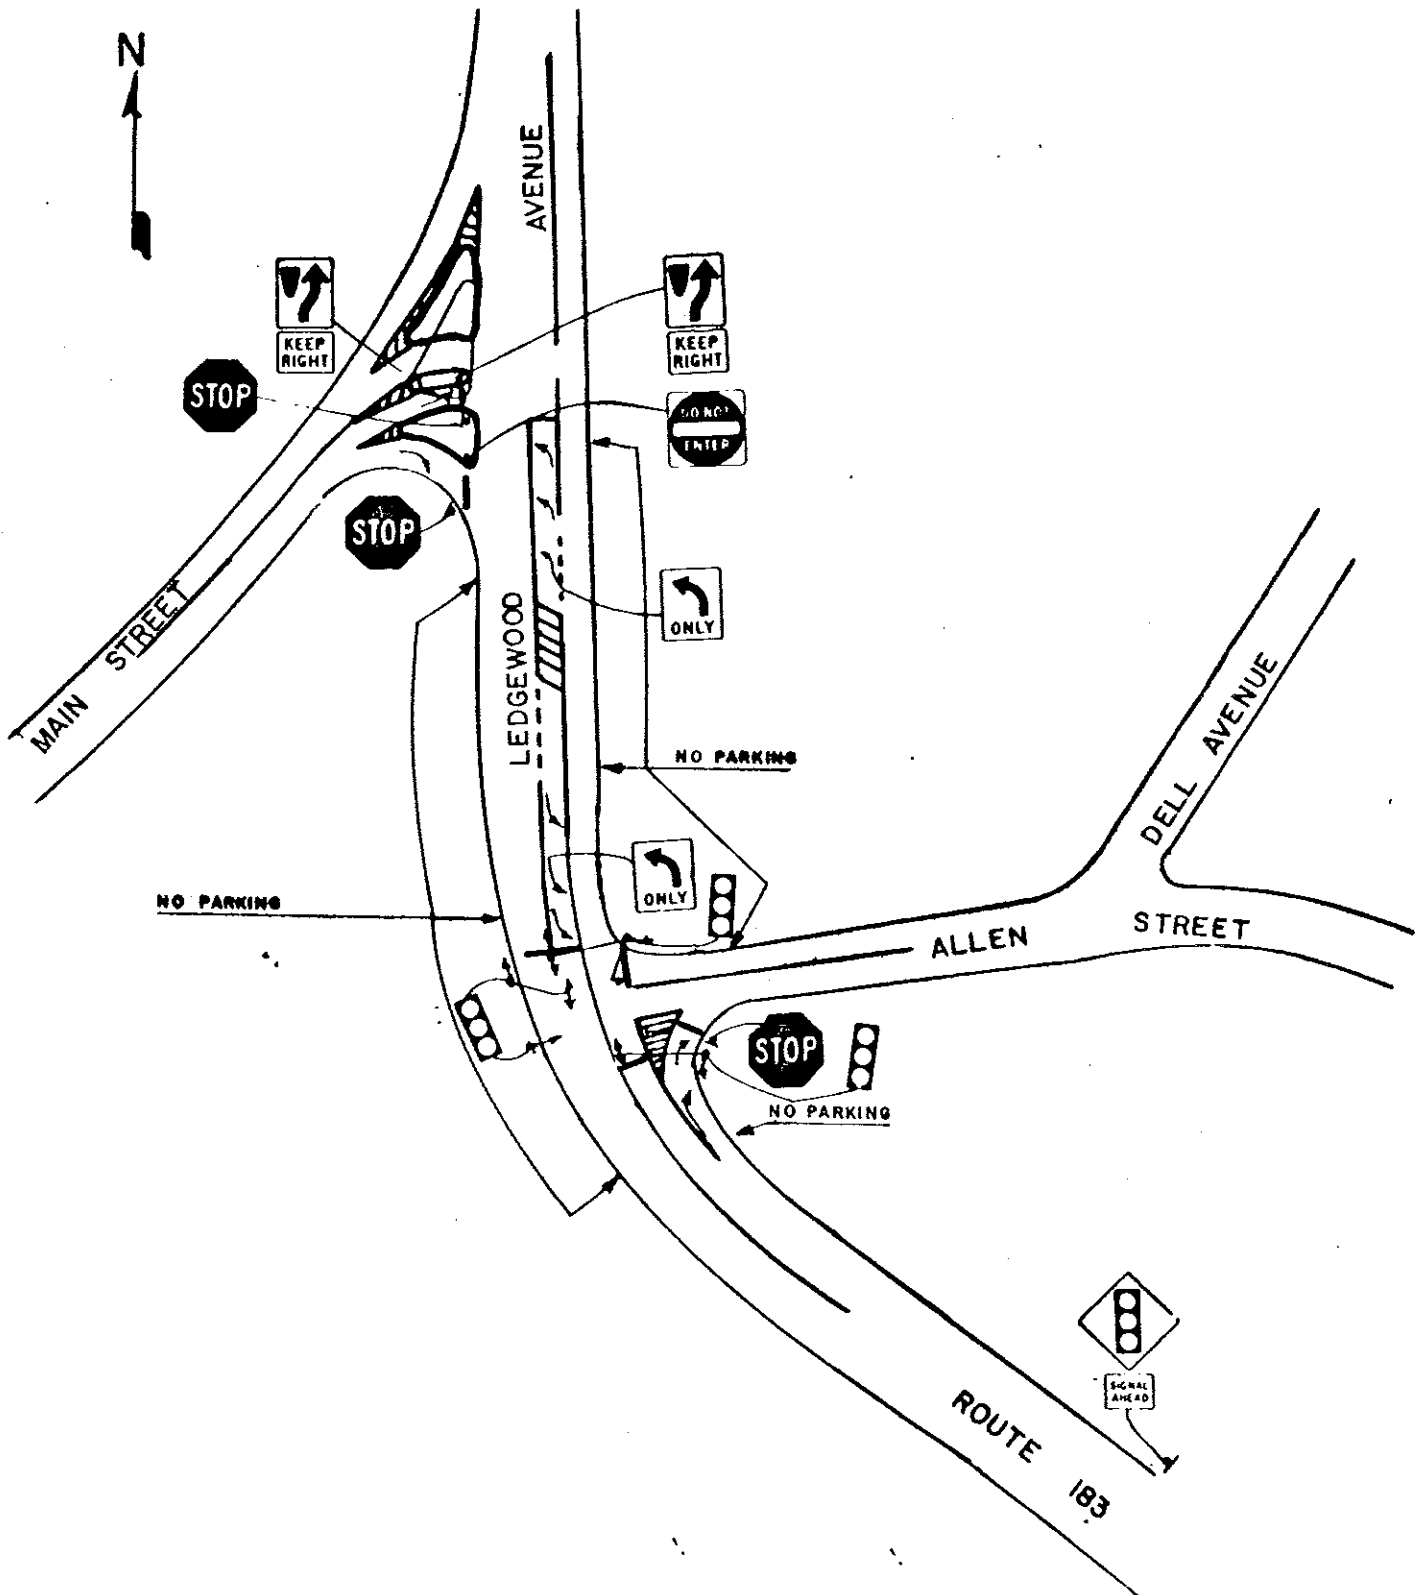 N
AVENUE
KEEP
RIGHT
KEEP
RIGHT
STOP
DO NOT
ENTER
STOP
ONLY
LEDGEWOOD
MAIN STREET
NO PARKING
DELL AVENUE
ONLY
NO PARKING
ALLEN STREET
STOP
NO PARKING
SIGNAL
AHEAD
ROUTE 183